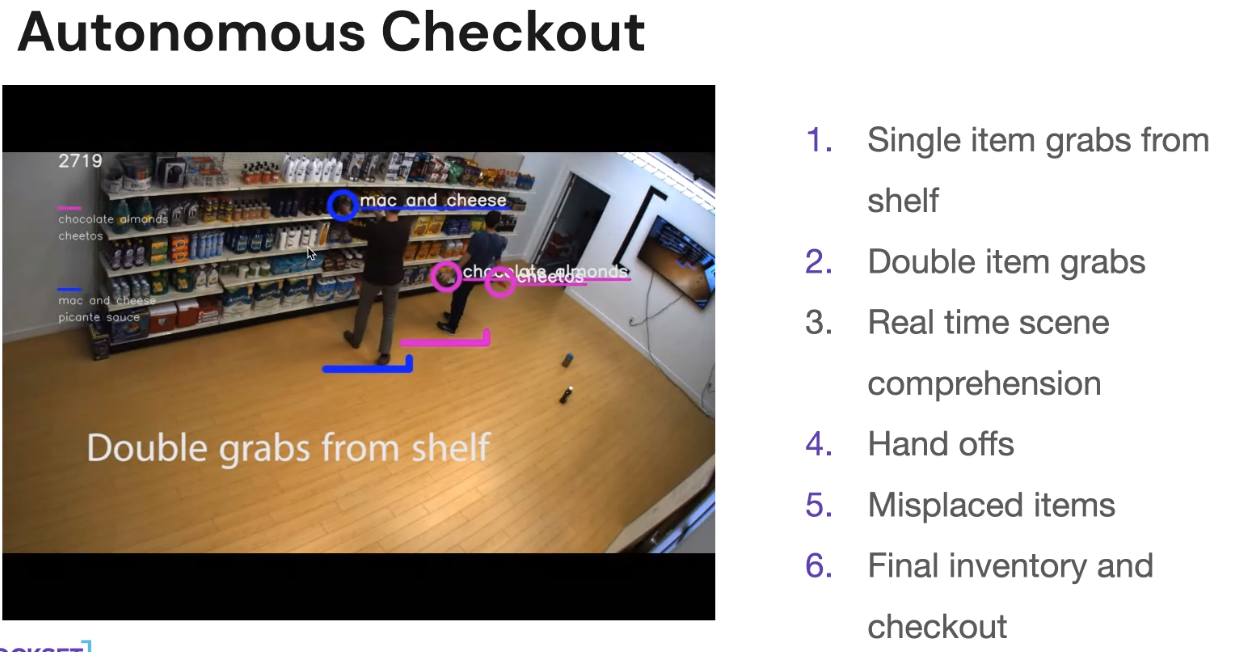 Autonomous Checkout
2719
chocolate almonds
cheetos
mac and cheese
picante sauce
mac and cheese
chocolate almonds
cheetos
Double grabs from shelf
1. Single item grabs from
shelf
2. Double item grabs
3. Real time scene
comprehension
4. Hand offs
5. Misplaced items
6. Final inventory and
checkout